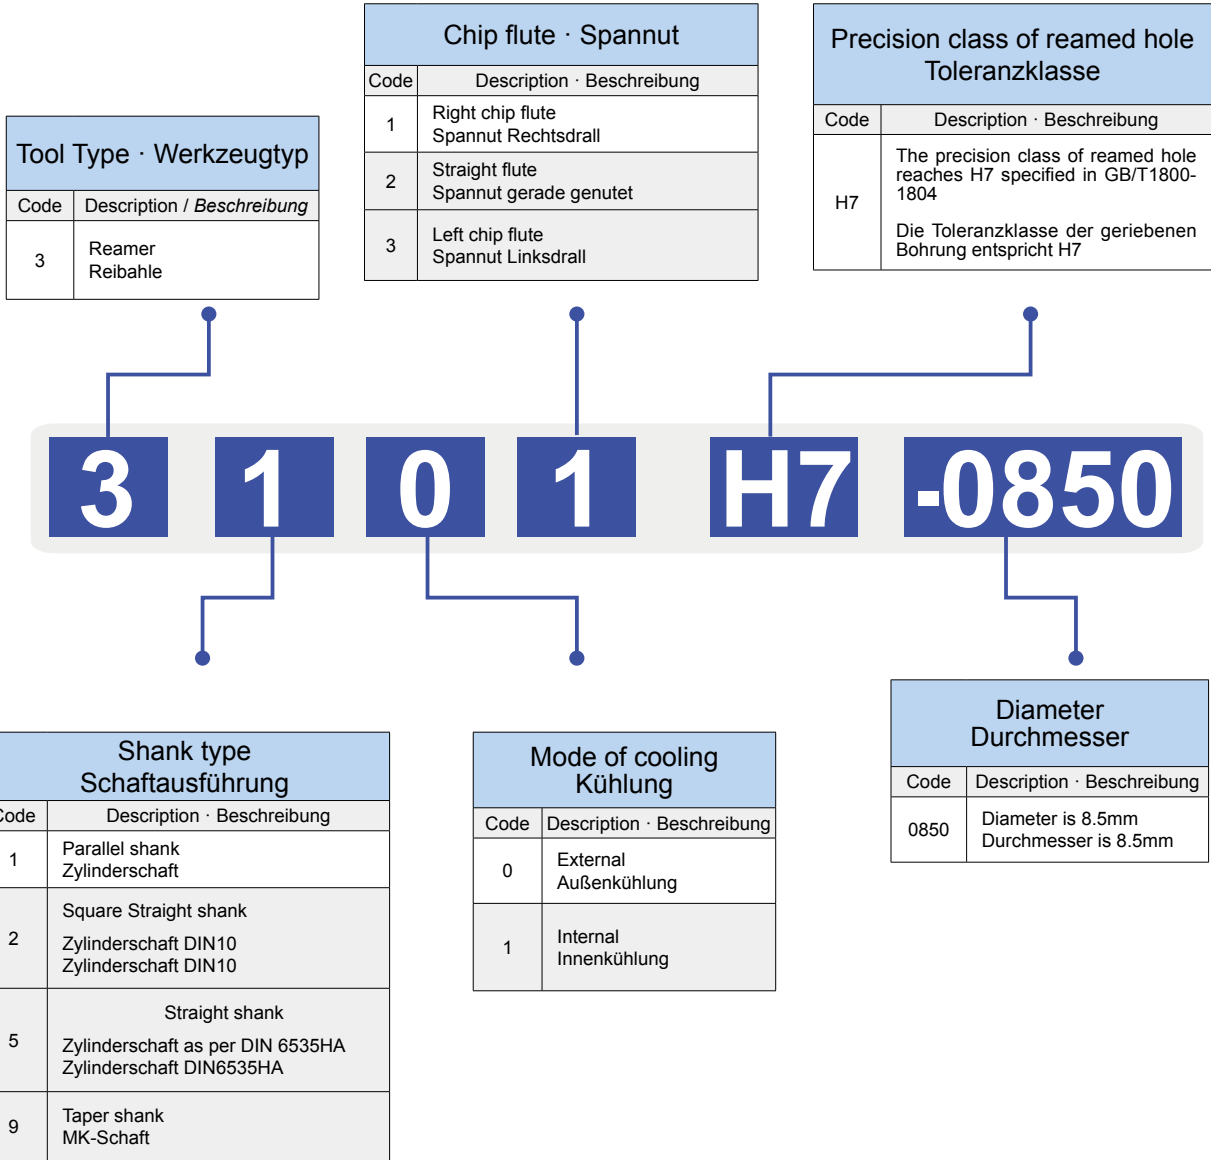 Tool Type · Werkzeugtyp
Code Description / Beschreibung
3 Reamer
Reibahle
Chip flute · Spannut
Code Description · Beschreibung
1 Right chip flute
Spannut Rechtsdrall
2 Straight flute
Spannut gerade genutet
3 Left chip flute
Spannut Linksdrall
Precision class of reamed hole
Toleranzklasse
Code Description · Beschreibung
H7 The precision class of reamed hole
reaches H7 specified in GB/T1800-
1804
Die Toleranzklasse der geriebenen
Bohrung entspricht H7
3 1 0 1 H7 -0850
Shank type
Schaftausführung
Code Description · Beschreibung
1 Parallel shank
Zylinderschaft
2 Square Straight shank
Zylinderschaft DIN10
Zylinderschaft DIN10
5 Straight shank
Zylinderschaft as per DIN 6535HA
Zylinderschaft DIN6535HA
9 Taper shank
MK-Schaft
Mode of cooling
Kühlung
Code Description · Beschreibung
0 External
Außenkühlung
1 Internal
Innenkühlung
Diameter
Durchmesser
Code Description · Beschreibung
0850 Diameter is 8.5mm
Durchmesser is 8.5mm